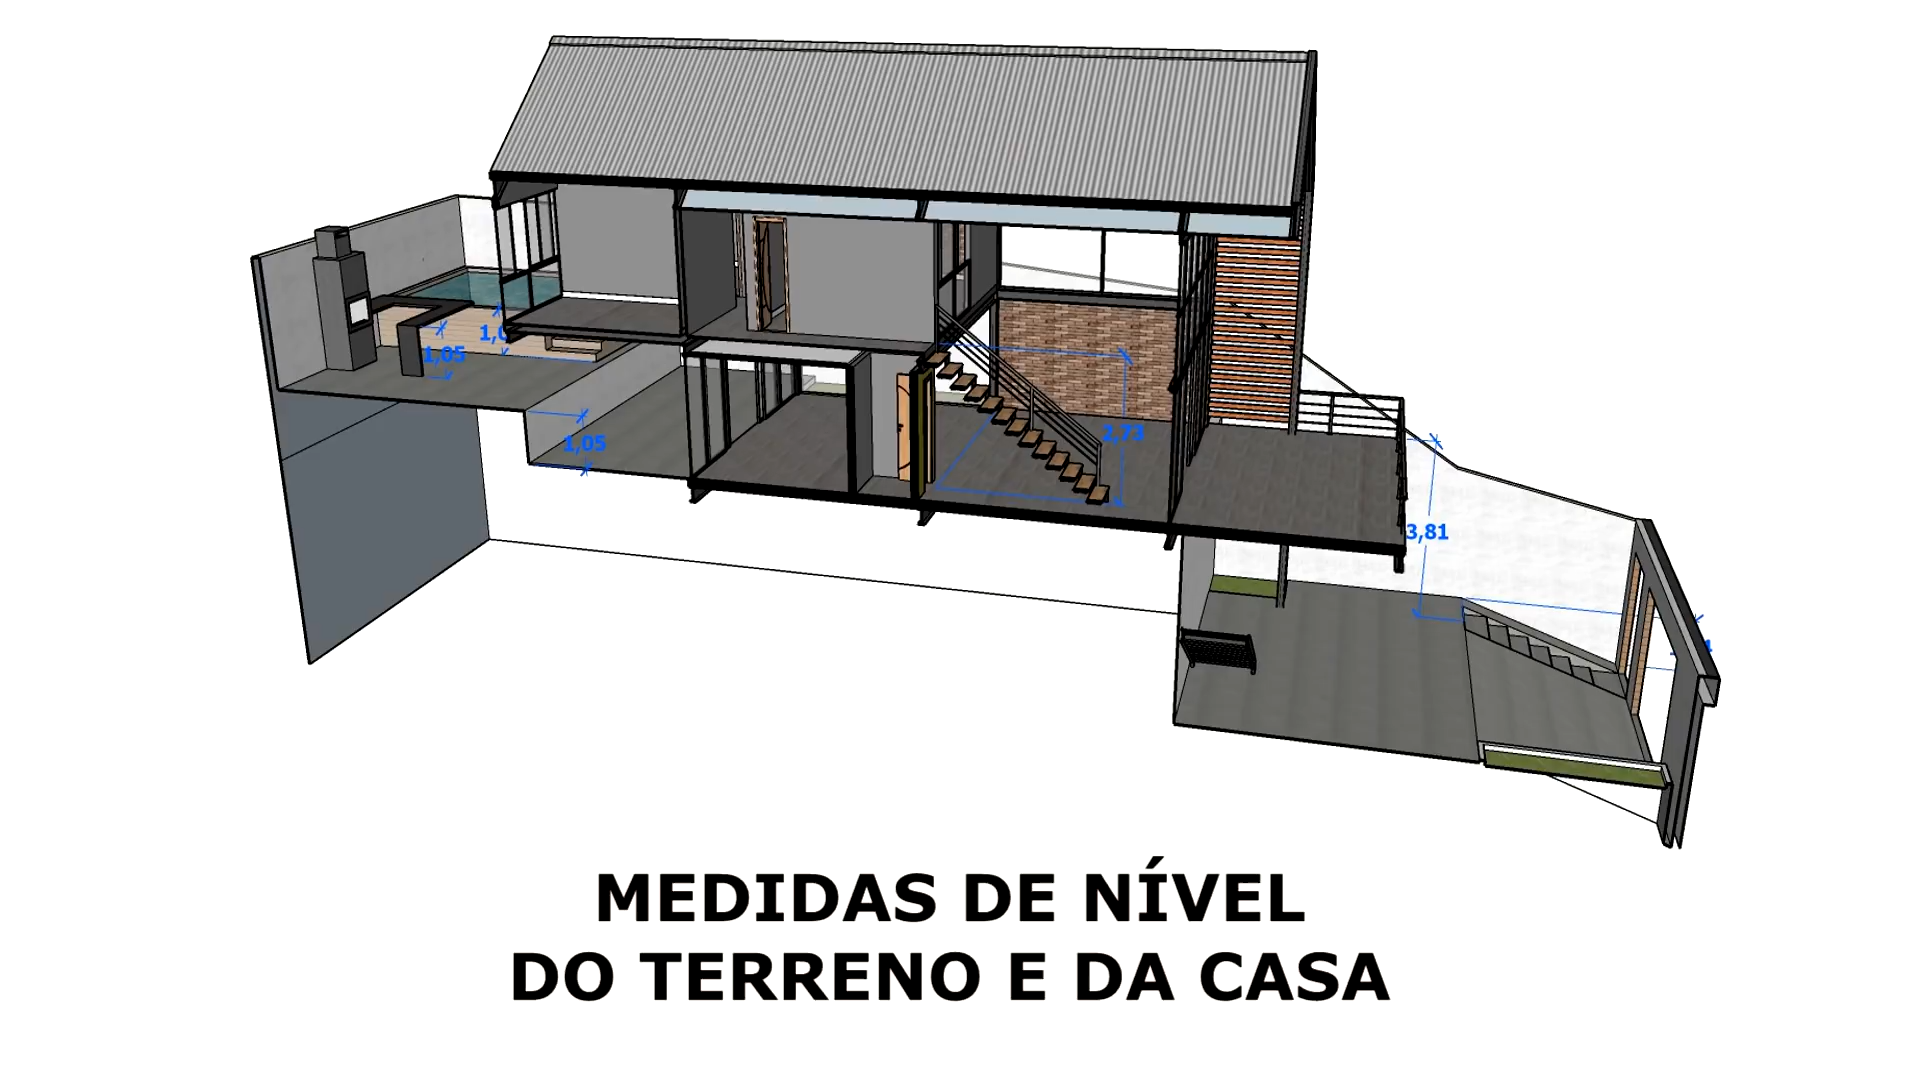 1,05
1,05
2,73
3,81
MEDIDAS DE NÍVEL
DO TERRENO E DA CASA